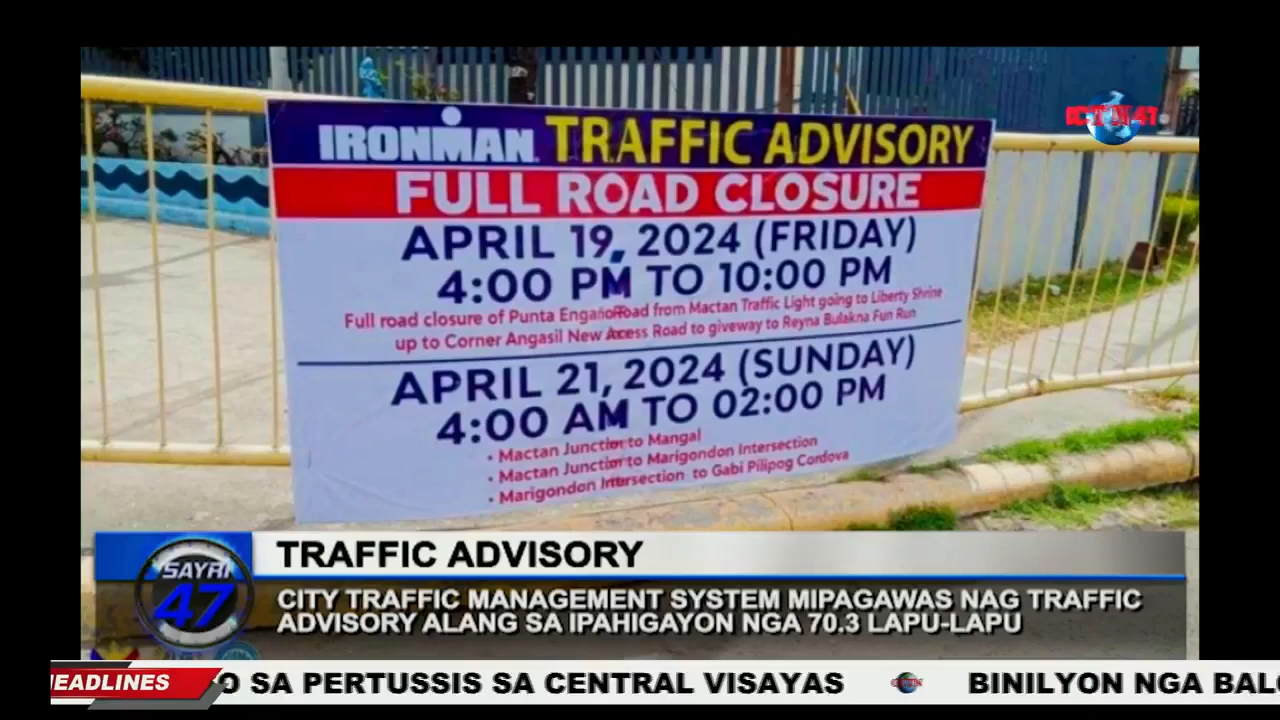 CCTN 47
IRONMAN TRAFFIC ADVISORY
FULL ROAD CLOSURE
APRIL 19, 2024 (FRIDAY)
4:00 PM TO 10:00 PM
Full road closure of Punta Engaño Road from Mactan Traffic Light going to Liberty Shrine
up to Corner Angasil New Access Road to giveway to Reyna Bulakna Fun Run
APRIL 21, 2024 (SUNDAY)
4:00 AM TO 02:00 PM
• Mactan Junction to Mangal
• Mactan Junction to Marigondon Intersection
• Marigondon Intersection to Gabi Pilipog Cordova
SAYRI
47
TRAFFIC ADVISORY
CITY TRAFFIC MANAGEMENT SYSTEM MIPAGAWAS NAG TRAFFIC
ADVISORY ALANG SA IPAHIGAYON NGA 70.3 LAPU-LAPU
HEADLINES
O SA PERTUSSIS SA CENTRAL VISAYAS BINILYON NGA BAL